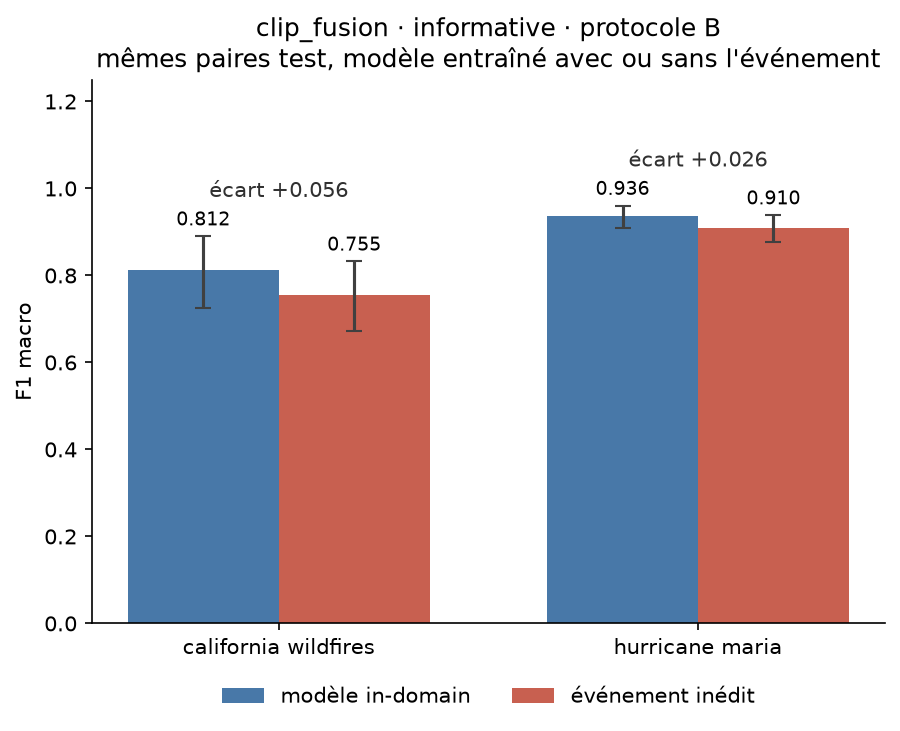 clip_fusion · informative · protocole B
mêmes paires test, modèle entraîné avec ou sans l'événement
F1 macro
1.2
1.0
0.8
0.6
0.4
0.2
0.0
écart +0.056
0.812
0.755
écart +0.026
0.936
0.910
california wildfires
hurricane maria
modèle in-domain
événement inédit